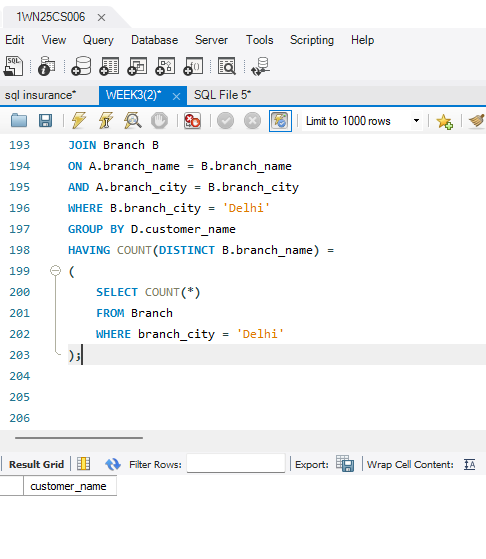 1WN25CS006 ×
Edit View Query Database Server Tools Scripting Help
sql insurance* WEEK3(2)* × SQL File 5*
Limit to 1000 rows
193 JOIN Branch B
194 ON A.branch_name = B.branch_name
195 AND A.branch_city = B.branch_city
196 WHERE B.branch_city = 'Delhi'
197 GROUP BY D.customer_name
198 HAVING COUNT(DISTINCT B.branch_name) =
199 (
200 SELECT COUNT(*)
201 FROM Branch
202 WHERE branch_city = 'Delhi'
203 );
204
205
206
Result Grid Filter Rows: Export: Wrap Cell Content: IA
customer_name